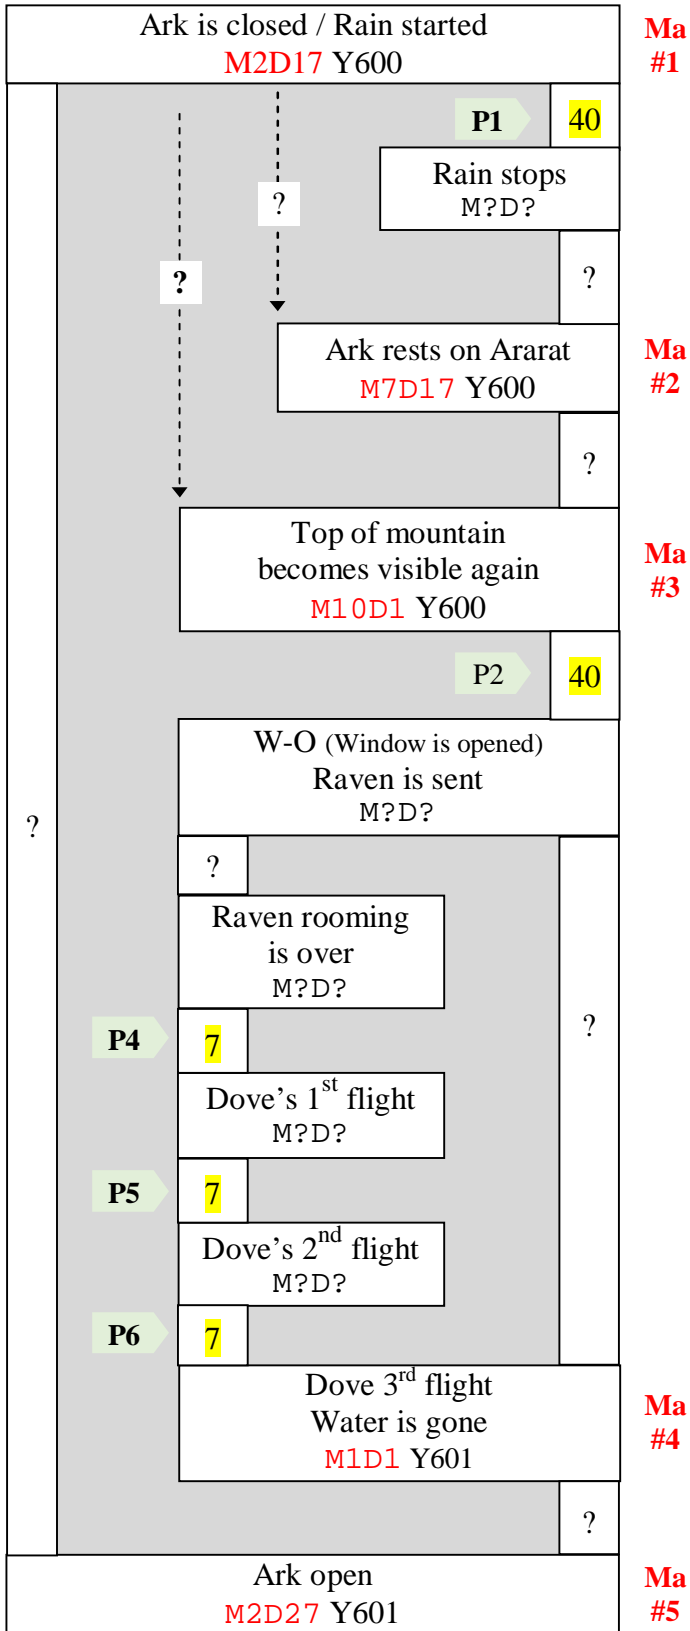 Ark is closed / Rain started
M2D17 Y600
Ma
#1
P1
40
Rain stops
M?D?
?
?
?
Ark rests on Ararat
M7D17 Y600
Ma
#2
?
Top of mountain
becomes visible again
M10D1 Y600
Ma
#3
P2
40
W-O (Window is opened)
Raven is sent
M?D?
?
?
Raven rooming
is over
M?D?
?
P4
7
Dove's 1st flight
M?D?
P5
7
Dove's 2nd flight
M?D?
P6
7
Dove 3rd flight
Water is gone
M1D1 Y601
Ma
#4
?
Ark open
M2D27 Y601
Ma
#5